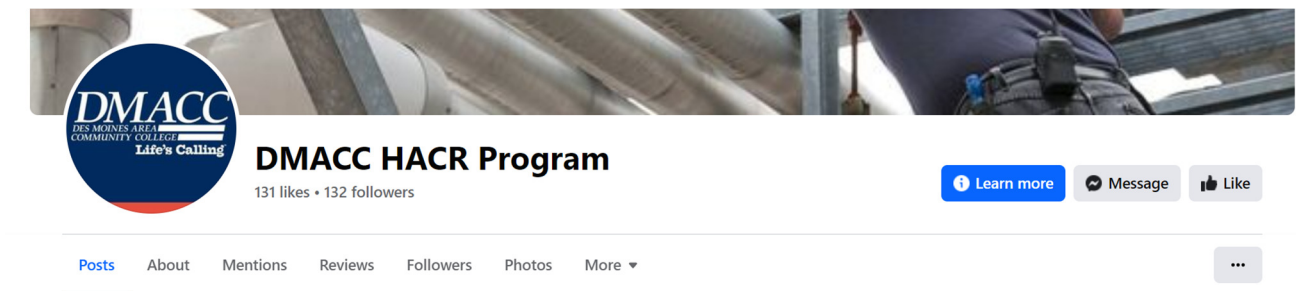 DMACC
DES MOINES AREA
COMMUNITY COLLEGE
Life's Calling
DMACC HACR Program
131 likes • 132 followers
Learn more
Message
Like
Posts
About
Mentions
Reviews
Followers
Photos
More